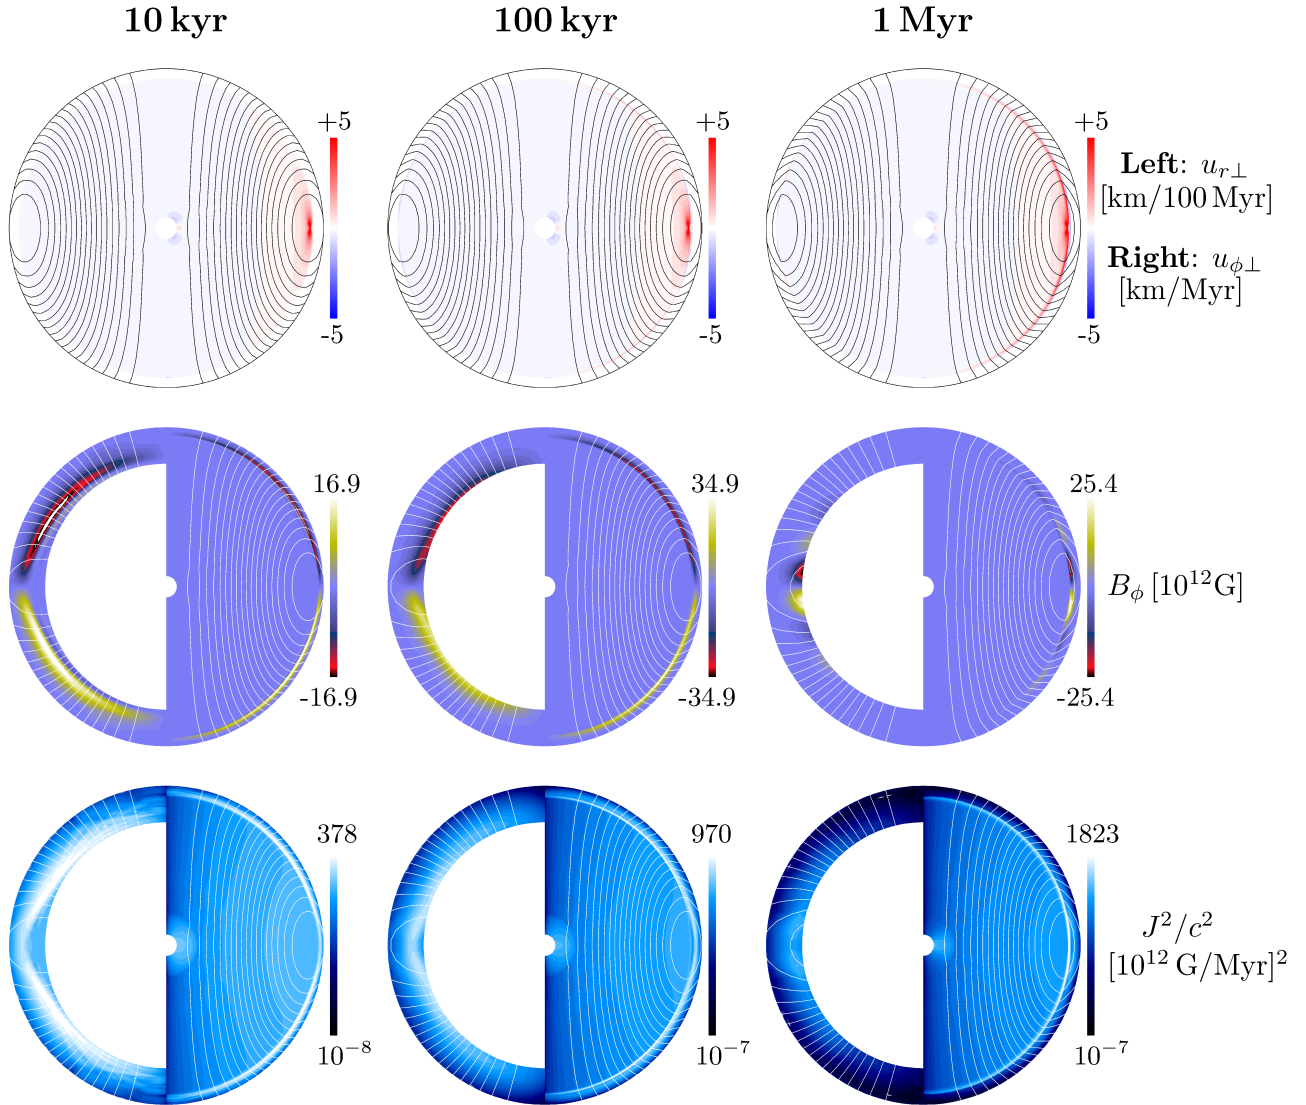 10 kyr 100 kyr 1 Myr
+5 +5 +5
Left: u_{r⊥}
[km/100 Myr]
Right: u_{ϕ⊥}
[km/Myr]
-5 -5 -5
16.9 34.9 25.4
B_ϕ [10^{12}G]
-16.9 -34.9 -25.4
378 970 1823
J^2/c^2
[10^{12} G/Myr]^2
10^{-8} 10^{-7} 10^{-7}